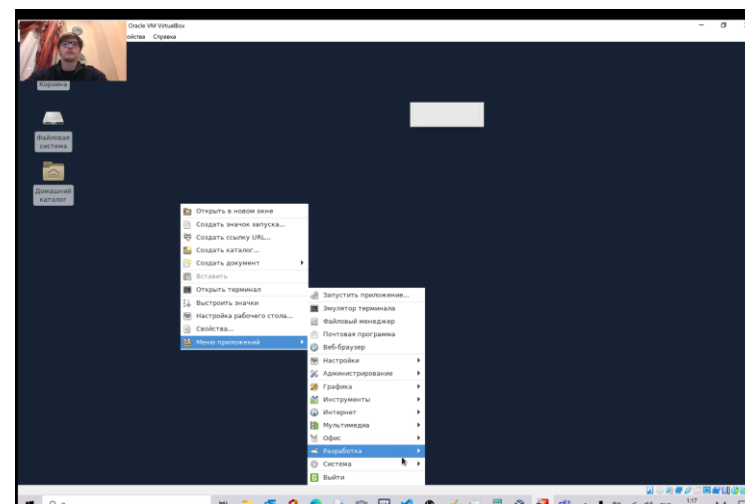 Oracle VM VirtualBox
Справка
Корзина
Файловая
система
Домашний
каталог
Открыть в новом окне
Создать значок запуска...
Создать ссылку URL...
Создать каталог...
Создать документ
Вставить
Открыть терминал
Выстроить значки
Настройка рабочего стола...
Свойства...
Меню приложений
Запустить приложение...
Эмулятор терминала
Файловый менеджер
Почтовая программа
Веб-браузер
Настройки
Администрирование
Графика
Инструменты
Интернет
Мультимедиа
Офис
Разработка
Система
Выйти
1:17